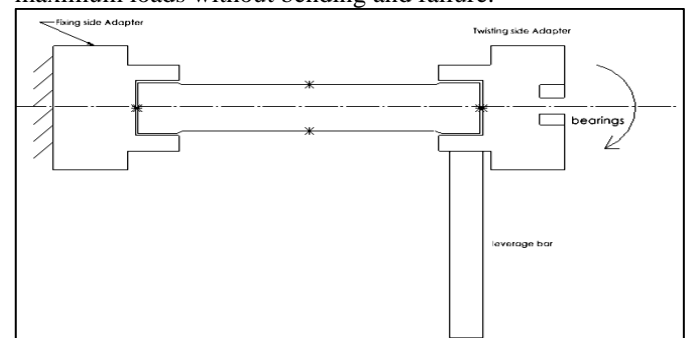 maximum loads without bending and failure.
Fixing side Adapter
Twisting side Adapter
bearings
leverage bar